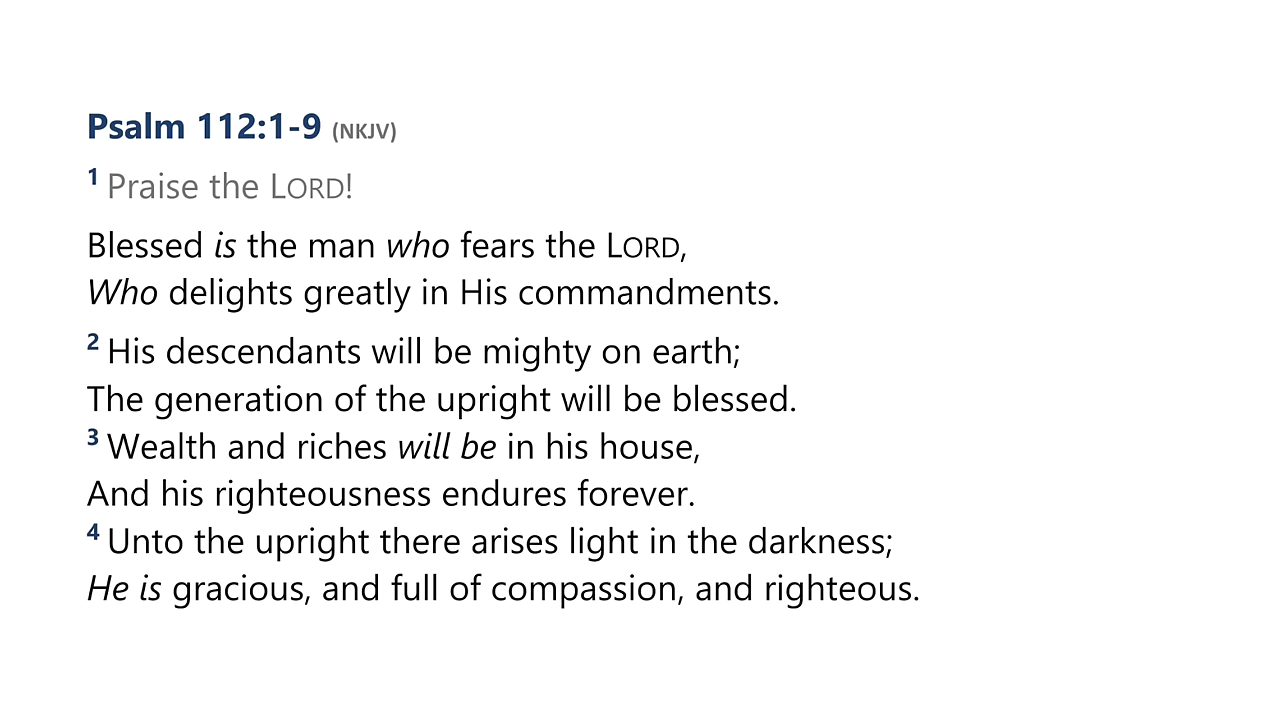 Psalm 112:1-9 (NKJV)
1 Praise the LORD!
Blessed is the man who fears the LORD,
Who delights greatly in His commandments.
2 His descendants will be mighty on earth;
The generation of the upright will be blessed.
3 Wealth and riches will be in his house,
And his righteousness endures forever.
4 Unto the upright there arises light in the darkness;
He is gracious, and full of compassion, and righteous.